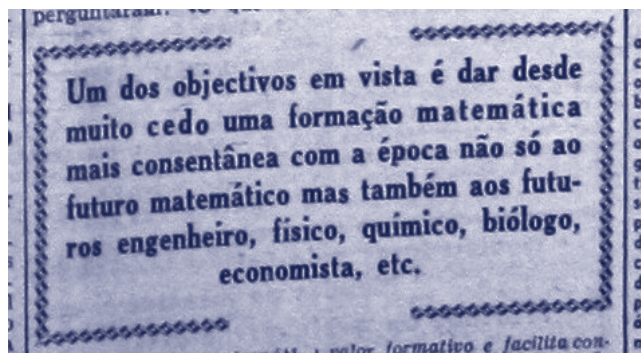 Um dos objectivos em vista é dar desde
muito cedo uma formação matemática
mais consentânea com a época não só ao
futuro matemático mas também aos futu-
ros engenheiro, físico, químico, biólogo,
economista, etc.
valor formativo e facilita con-